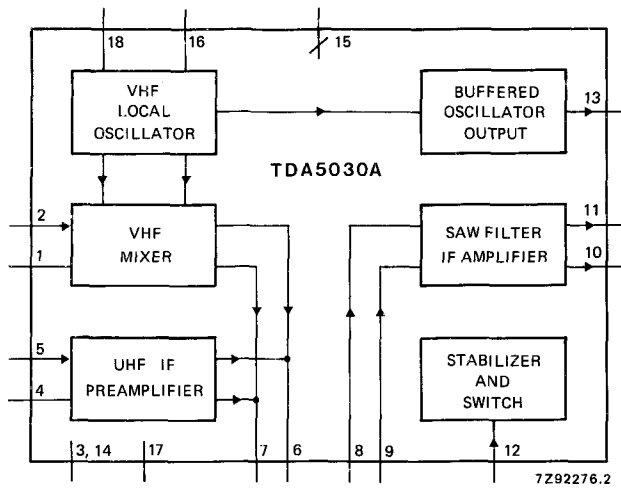 18
16
15
VHF
LOCAL
OSCILLATOR
BUFFERED
OSCILLATOR
OUTPUT
13
TDA5030A
2
1
VHF
MIXER
SAW FILTER
IF AMPLIFIER
11
10
5
4
UHF IF
PREAMPLIFIER
STABILIZER
AND
SWITCH
3, 14
17
7
6
8
9
12
7Z92276.2